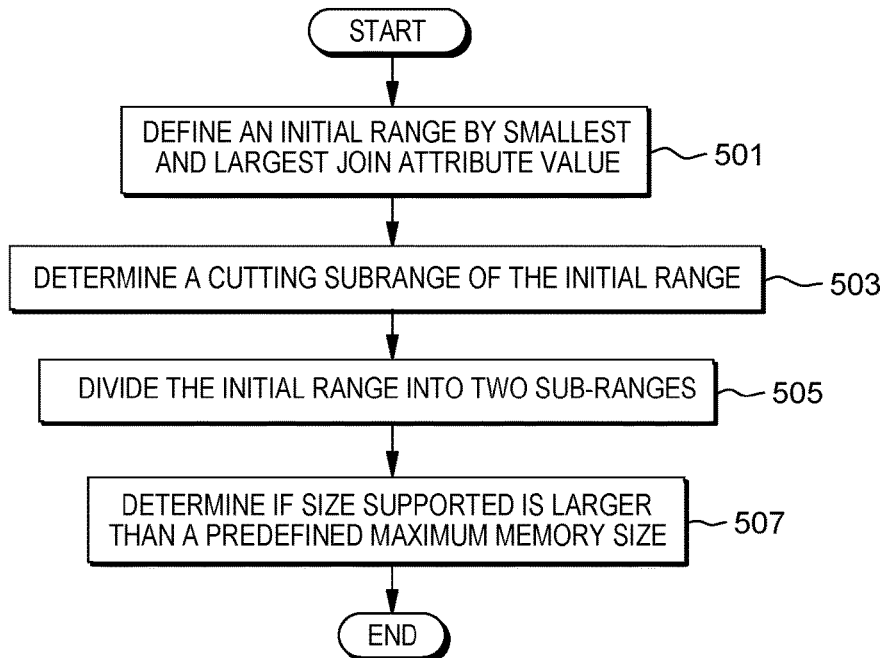 START
DEFINE AN INITIAL RANGE BY SMALLEST
AND LARGEST JOIN ATTRIBUTE VALUE
501
DETERMINE A CUTTING SUBRANGE OF THE INITIAL RANGE
503
DIVIDE THE INITIAL RANGE INTO TWO SUB-RANGES
505
DETERMINE IF SIZE SUPPORTED IS LARGER
THAN A PREDEFINED MAXIMUM MEMORY SIZE
507
END